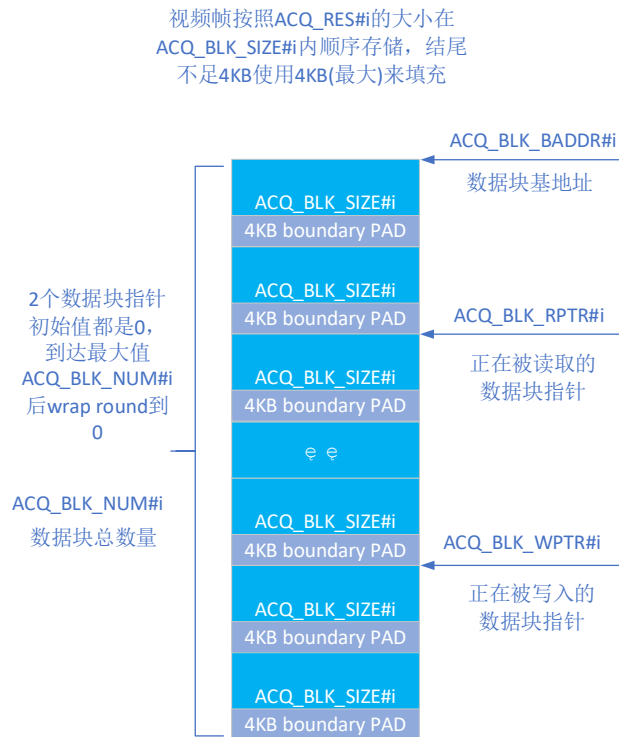 视频帧按照ACQ_RES#i的大小在
ACQ_BLK_SIZE#i内顺序存储，结尾
不足4KB使用4KB(最大)来填充
ACQ_BLK_BADDR#i
数据块基地址
ACQ_BLK_SIZE#i
4KB boundary PAD
ACQ_BLK_SIZE#i
4KB boundary PAD
2个数据块指针
初始值都是0，
到达最大值
ACQ_BLK_NUM#i
后wrap round到
0
ACQ_BLK_RPTR#i
正在被读取的
数据块指针
ACQ_BLK_SIZE#i
4KB boundary PAD
ę ę
ACQ_BLK_NUM#i
数据块总数量
ACQ_BLK_SIZE#i
4KB boundary PAD
ACQ_BLK_WPTR#i
正在被写入的
数据块指针
ACQ_BLK_SIZE#i
4KB boundary PAD
ACQ_BLK_SIZE#i
4KB boundary PAD